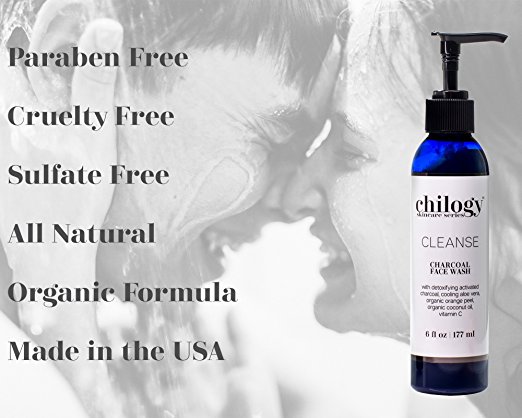 Paraben Free
Cruelty Free
Sulfate Free
All Natural
Organic Formula
Made in the USA
chilogy
skincare series
CLEANSE
CHARCOAL
FACE WASH
with detoxifying activated
charcoal, cooling aloe vera,
organic orange peel,
organic coconut oil,
vitamin C
6 fl oz | 177 ml